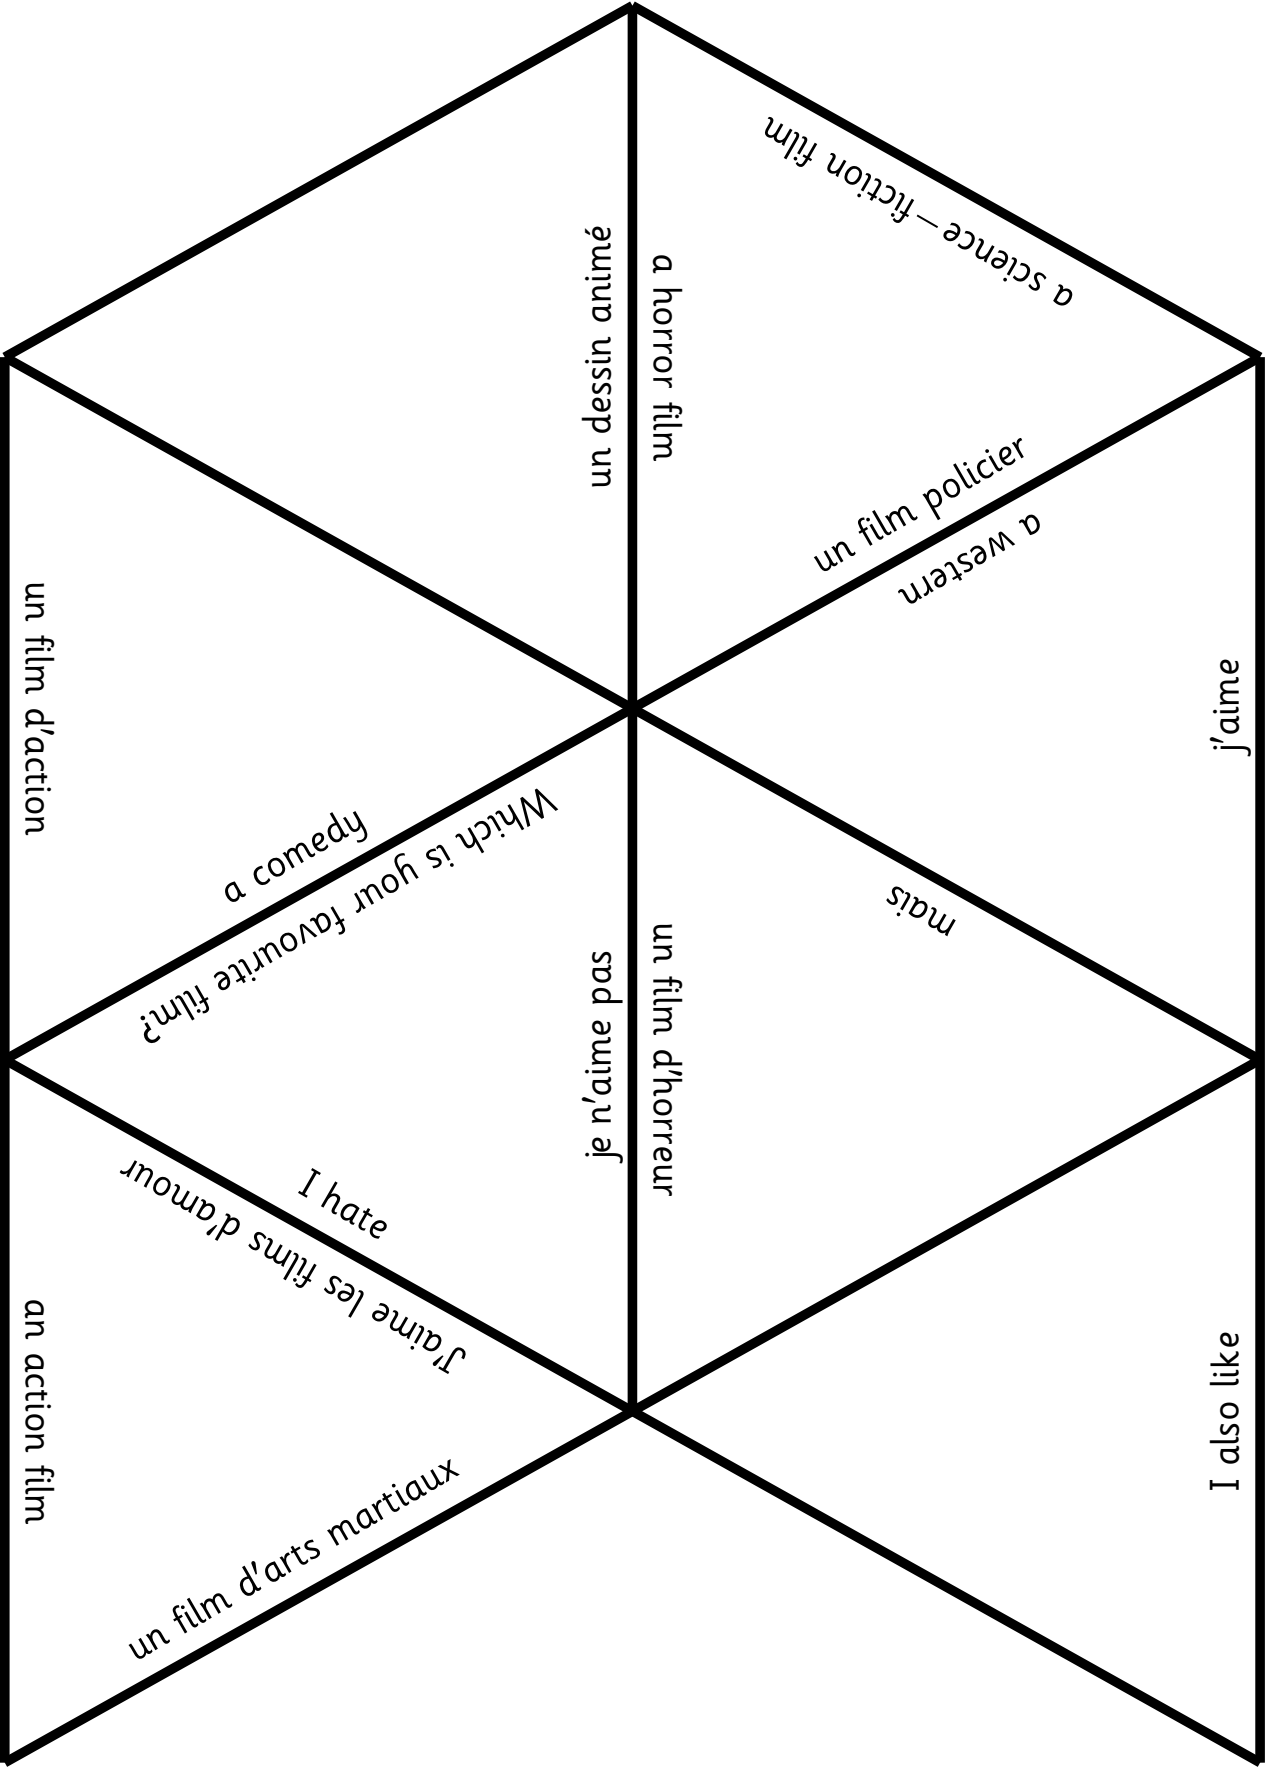 a science–fiction film
un dessin animé
a horror film
un film policier
a western
un film d'action
j'aime
a comedy
Which is your favourite film?
mais
je n'aime pas
un film d'horreur
I hate
J'aime les films d'amour
an action film
I also like
un film d'arts martiaux